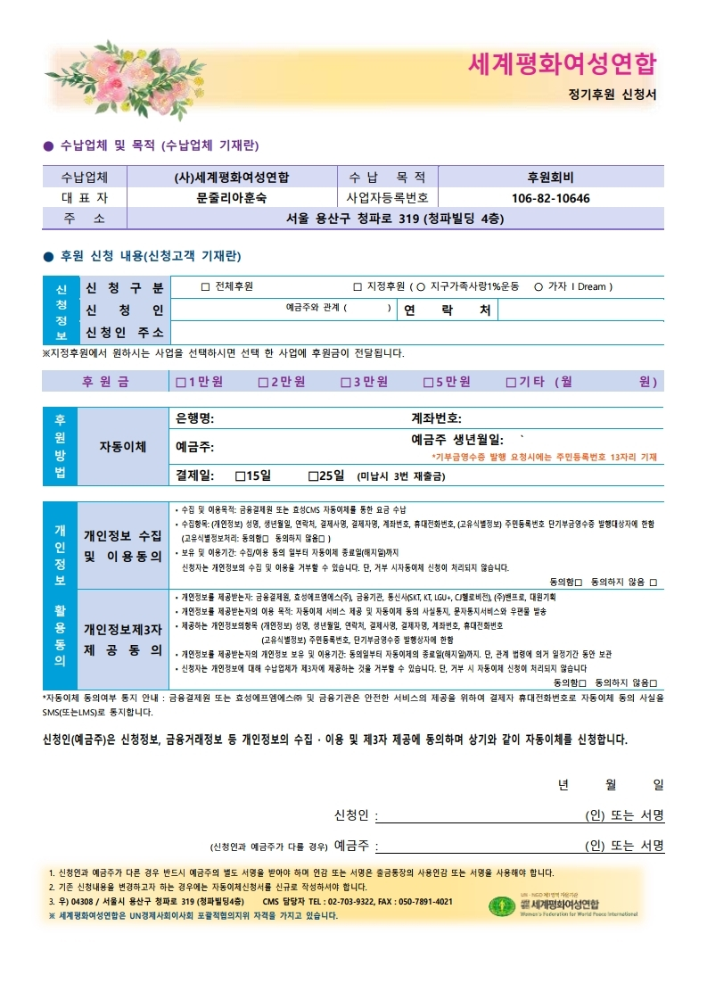 세계평화여성연합
정기후원 신청서
● 수납업체 및 목적 (수납업체 기재란)
수납업체 (사)세계평화여성연합 수 납 목 적 후원회비
대 표 자 문줄리아훈숙 사업자등록번호 106-82-10646
주 소 서울 용산구 청파로 319 (청파빌딩 4층)
● 후원 신청 내용(신청고객 기재란)
신청정보
신 청 구 분 □ 전체후원 □ 지정후원 ( ○ 지구가족사랑1%운동 ○ 가자 I Dream )
신 청 인 예금주와 관계 ( ) 연 락 처
신청인 주소
※지정후원에서 원하시는 사업을 선택하시면 선택 한 사업에 후원금이 전달됩니다.
후 원 금 □1만원 □2만원 □3만원 □5만원 □기타 (월 원)
후원방법
자동이체
은행명: 계좌번호:
예금주: 예금주 생년월일: `
*기부금영수증 발행 요청시에는 주민등록번호 13자리 기재
결제일: □15일 □25일 (미납시 3번 재출금)
개인정보 활용동의
개인정보 수집
및 이용동의
• 수집 및 이용목적: 금융결제원 또는 효성CMS 자동이체를 통한 요금 수납
• 수집항목: (개인정보) 성명, 생년월일, 연락처, 결제사명, 결제자명, 계좌번호, 휴대전화번호, (고유식별정보) 주민등록번호 단기부금영수증 발행대상자에 한함
(고유식별정보처리: 동의함□ 동의하지 않음□ )
• 보유 및 이용기간: 수집/이용 동의 일부터 자동이체 종료일(해지일)까지
신청자는 개인정보의 수집 및 이용을 거부할 수 있습니다. 단, 거부 시자동이체 신청이 처리되지 않습니다.
동의함□ 동의하지 않음 □
개인정보제3자
제 공 동 의
• 개인정보를 제공받는자: 금융결제원, 효성에프엠에스(주), 금융기관, 통신사(SKT, KT, LGU+, CJ헬로비전), (주)밴프로, 대원기획
• 개인정보를 제공받는자의 이용 목적: 자동이체 서비스 제공 및 자동이체 동의 사실통지, 문자통지서비스와 우편물 발송
• 제공하는 개인정보의항목 (개인정보) 성명, 생년월일, 연락처, 결제사명, 결제자명, 계좌번호, 휴대전화번호
(고유식별정보) 주민등록번호, 단기부금영수증 발행상자에 한함
• 개인정보를 제공받는자의 개인정보 보유 및 이용기간: 동의일부터 자동이체의 종료일(해지일)까지. 단, 관계 법령에 의거 일정기간 동안 보관
• 신청자는 개인정보에 대해 수납업체가 제3자에 제공하는 것을 거부할 수 있습니다. 단, 거부 시 자동이체 신청이 처리되지 않습니다
동의함□ 동의하지 않음□
*자동이체 동의여부 통지 안내 : 금융결제원 또는 효성에프엠에스㈜ 및 금융기관은 안전한 서비스의 제공을 위하여 결제자 휴대전화번호로 자동이체 동의 사실을
SMS(또는LMS)로 통지합니다.
신청인(예금주)은 신청정보, 금융거래정보 등 개인정보의 수집 · 이용 및 제3자 제공에 동의하며 상기와 같이 자동이체를 신청합니다.
년 월 일
신청인 : (인) 또는 서명
(신청인과 예금주가 다를 경우) 예금주 : (인) 또는 서명
1. 신청인과 예금주가 다른 경우 반드시 예금주의 별도 서명을 받아야 하며 인감 또는 서명은 출금통장의 사용인감 또는 서명을 사용해야 합니다.
2. 기존 신청내용을 변경하고자 하는 경우에는 자동이체신청서를 신규로 작성하셔야 합니다.
3. 우) 04308 / 서울시 용산구 청파로 319 (청파빌딩4층) CMS 담당자 TEL : 02-703-9322, FAX : 050-7891-4021
※ 세계평화여성연합은 UN경제사회이사회 포괄적협의지위 자격을 가지고 있습니다.
UN · NGO 제1영역 자문기관
세계평화여성연합
Women's Federation for World Peace International